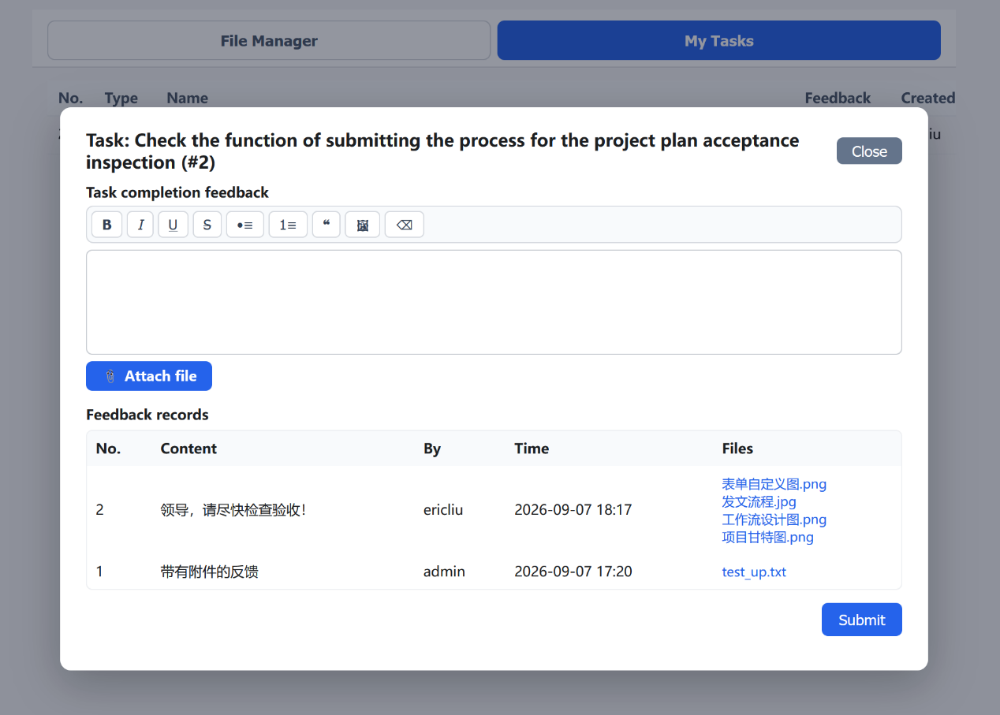 File Manager
My Tasks
No. Type Name Feedback Created
iu
Task: Check the function of submitting the process for the project plan acceptance
inspection (#2)
Close
Task completion feedback
B I U S •≡ 1≡ ❝ ⌫
Attach file
Feedback records
No. Content By Time Files
2 领导，请尽快检查验收！ ericliu 2026-09-07 18:17
表单自定义图.png
发文流程.jpg
工作流设计图.png
项目甘特图.png
1 带有附件的反馈 admin 2026-09-07 17:20 test_up.txt
Submit